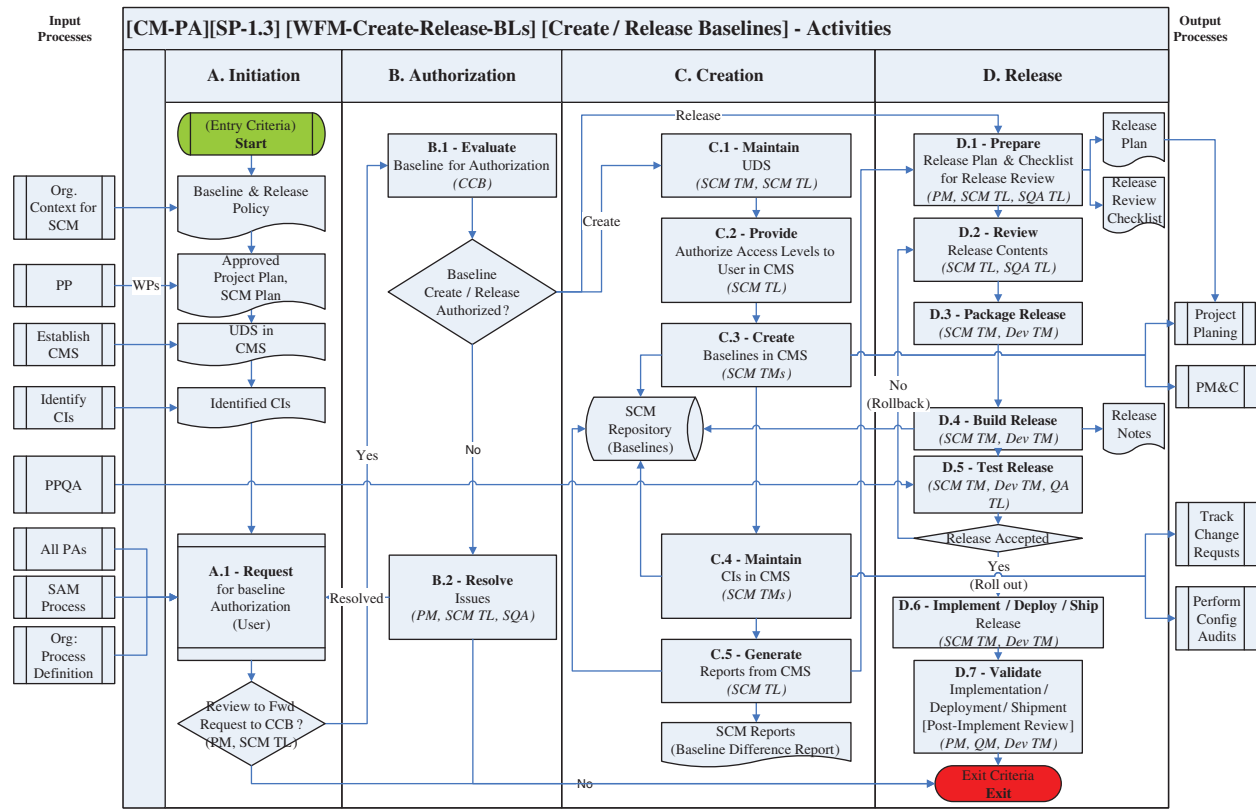 Input
Processes
[CM-PA][SP-1.3] [WFM-Create-Release-BLs] [Create / Release Baselines] - Activities
Output
Processes
A. Initiation
B. Authorization
C. Creation
D. Release
Org.
Context for
SCM
PP
Establish
CMS
Identify
CIs
PPQA
All PAs
SAM
Process
Org:
Process
Definition
WPs
(Entry Criteria)
Start
Baseline &
Release
Policy
Approved
Project Plan,
SCM Plan
UDS in
CMS
Identified CIs
A.1 - Request
for baseline
Authorization
(User)
Review to Fwd
Request to CCB ?
(PM, SCM TL)
Yes
B.1 - Evaluate
Baseline for Authorization
(CCB)
Baseline
Create / Release
Authorized ?
No
B.2 - Resolve
Issues
(PM, SCM TL, SQA)
Resolved
No
Release
Create
C.1 - Maintain
UDS
(SCM TM, SCM TL)
C.2 - Provide
Authorize Access Levels to
User in CMS
(SCM TL)
C.3 - Create
Baselines in CMS
(SCM TMs)
SCM
Repository
(Baselines)
C.4 - Maintain
CIs in CMS
(SCM TMs)
C.5 - Generate
Reports from CMS
(SCM TL)
SCM Reports
(Baseline Difference Report)
D.1 - Prepare
Release Plan & Checklist
for Release Review
(PM, SCM TL, SQA TL)
D.2 - Review
Release Contents
(SCM TL, SQA TL)
D.3 - Package Release
(SCM TM, Dev TM)
No
(Rollback)
D.4 - Build Release
(SCM TM, Dev TM)
D.5 - Test Release
(SCM TM, Dev TM, QA
TL)
Release Accepted
Yes
(Roll out)
D.6 - Implement / Deploy / Ship
Release
(SCM TM, Dev TM)
D.7 - Validate
Implementation /
Deployment/ Shipment
[Post-Implement Review]
(PM, QM, Dev TM)
Exit Criteria
Exit
Release
Plan
Release
Review
Checklist
Release
Notes
Project
Planing
PM&C
Track
Change
Requsts
Perform
Config
Audits